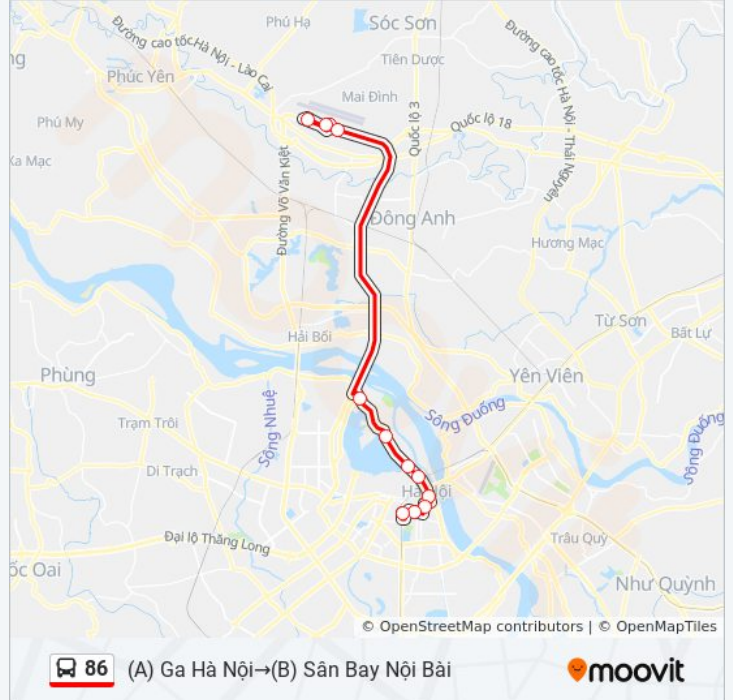 Phú Hạ
Sóc Sơn
Đường cao tốc Hà Nội - Lào Cai
Đường cao tốc Hà Nội - Thái Nguyên
Tiên Dược
ng
Phúc Yên
Mai Đình
Quốc lộ 3
Quốc lộ 18
Phú My
Ka Mạc
Đường Võ Văn Kiệt
Đông Anh
Hương Mạc
Từ Sơn
Hải Bối
Bất Lự
Phùng
Yên Viên
Sông Nhuệ
Sông Đuống
Sông Đuống
Trạm Trôi
Di Trạch
Hà Nội
Đại lộ Thăng Long
Trâu Quỳ
ốc Oai
Như Quỳnh
© OpenStreetMap contributors | © OpenMapTiles
86 (A) Ga Hà Nội→(B) Sân Bay Nội Bài
moovit